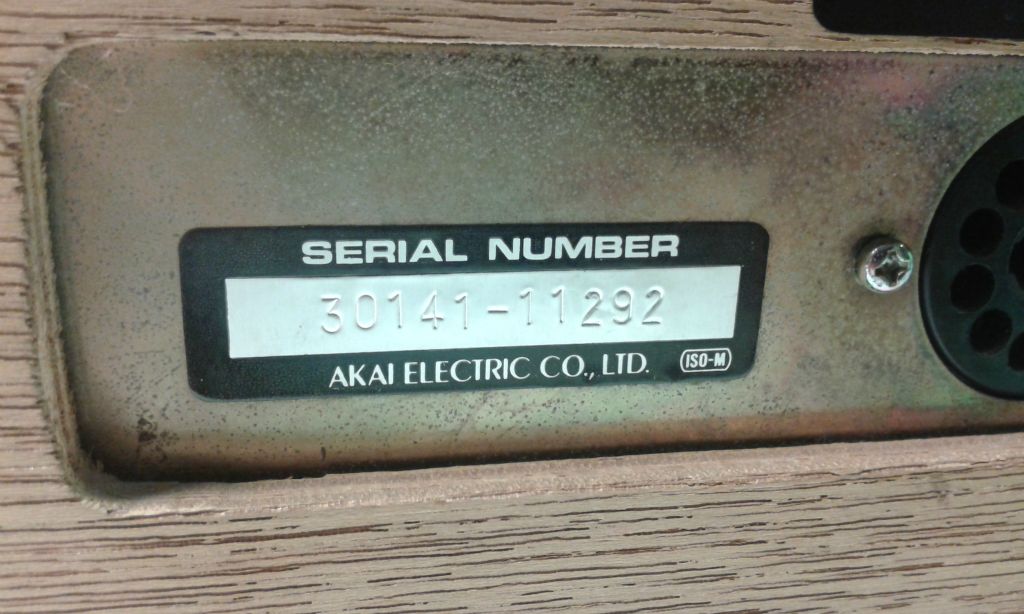 SERIAL NUMBER
30141-11292
AKAI ELECTRIC CO., LTD. ISO-M